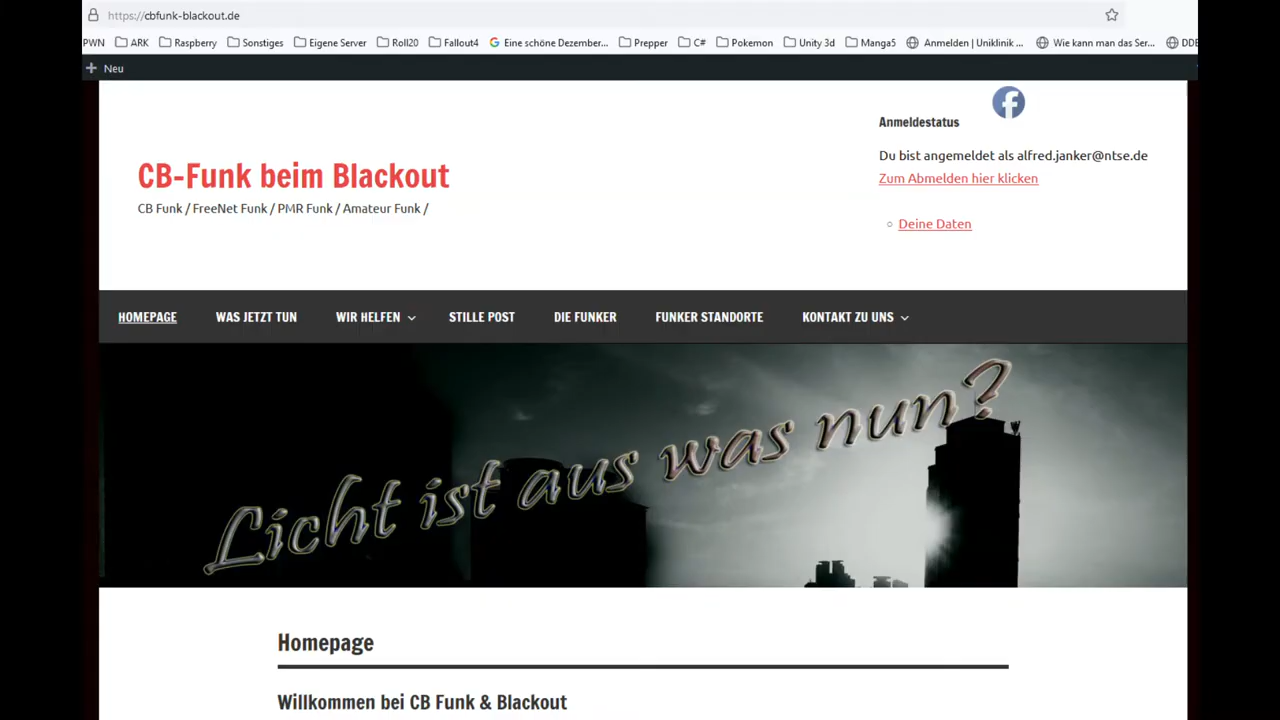 https://cbfunk-blackout.de
PWN ARK Raspberry Sonstiges Eigene Server Roll20 Fallout4 Eine schöne Dezember... Prepper C# Pokemon Unity 3d Manga5 Anmelden | Uniklinik ... Wie kann man das Ser... DDB
Neu
Anmeldestatus
Du bist angemeldet als alfred.janker@ntse.de
Zum Abmelden hier klicken
Deine Daten
CB-Funk beim Blackout
CB Funk / FreeNet Funk / PMR Funk / Amateur Funk /
HOMEPAGE WAS JETZT TUN WIR HELFEN STILLE POST DIE FUNKER FUNKER STANDORTE KONTAKT ZU UNS
Licht ist aus was nun?
Homepage
Willkommen bei CB Funk & Blackout